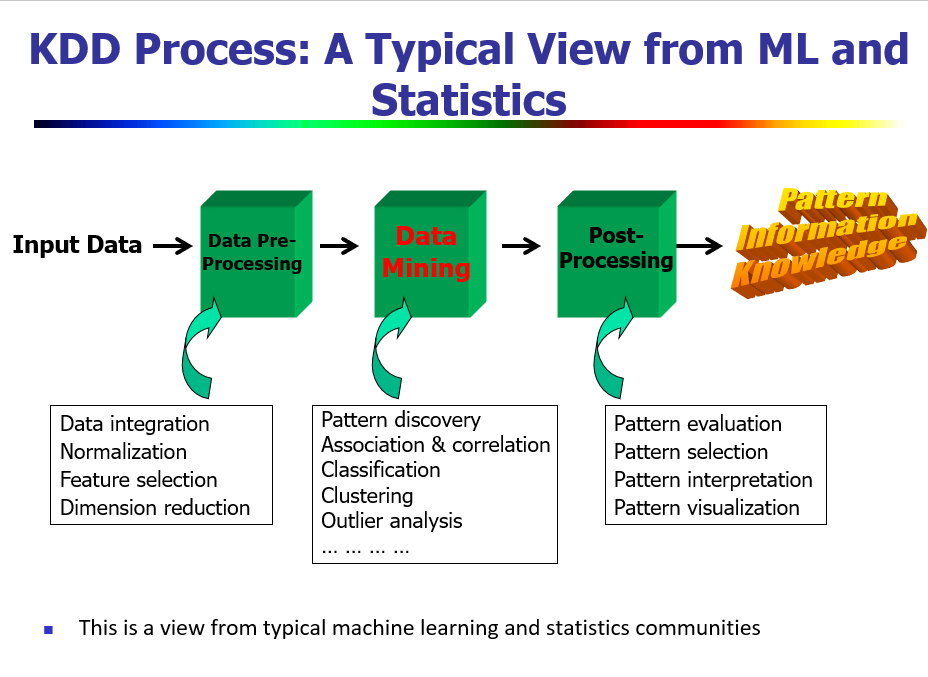 KDD Process: A Typical View from ML and
Statistics
Input Data
Data Pre-
Processing
Data
Mining
Post-
Processing
Pattern
Information
Knowledge
Data integration
Normalization
Feature selection
Dimension reduction
Pattern discovery
Association & correlation
Classification
Clustering
Outlier analysis
… … … …
Pattern evaluation
Pattern selection
Pattern interpretation
Pattern visualization
This is a view from typical machine learning and statistics communities